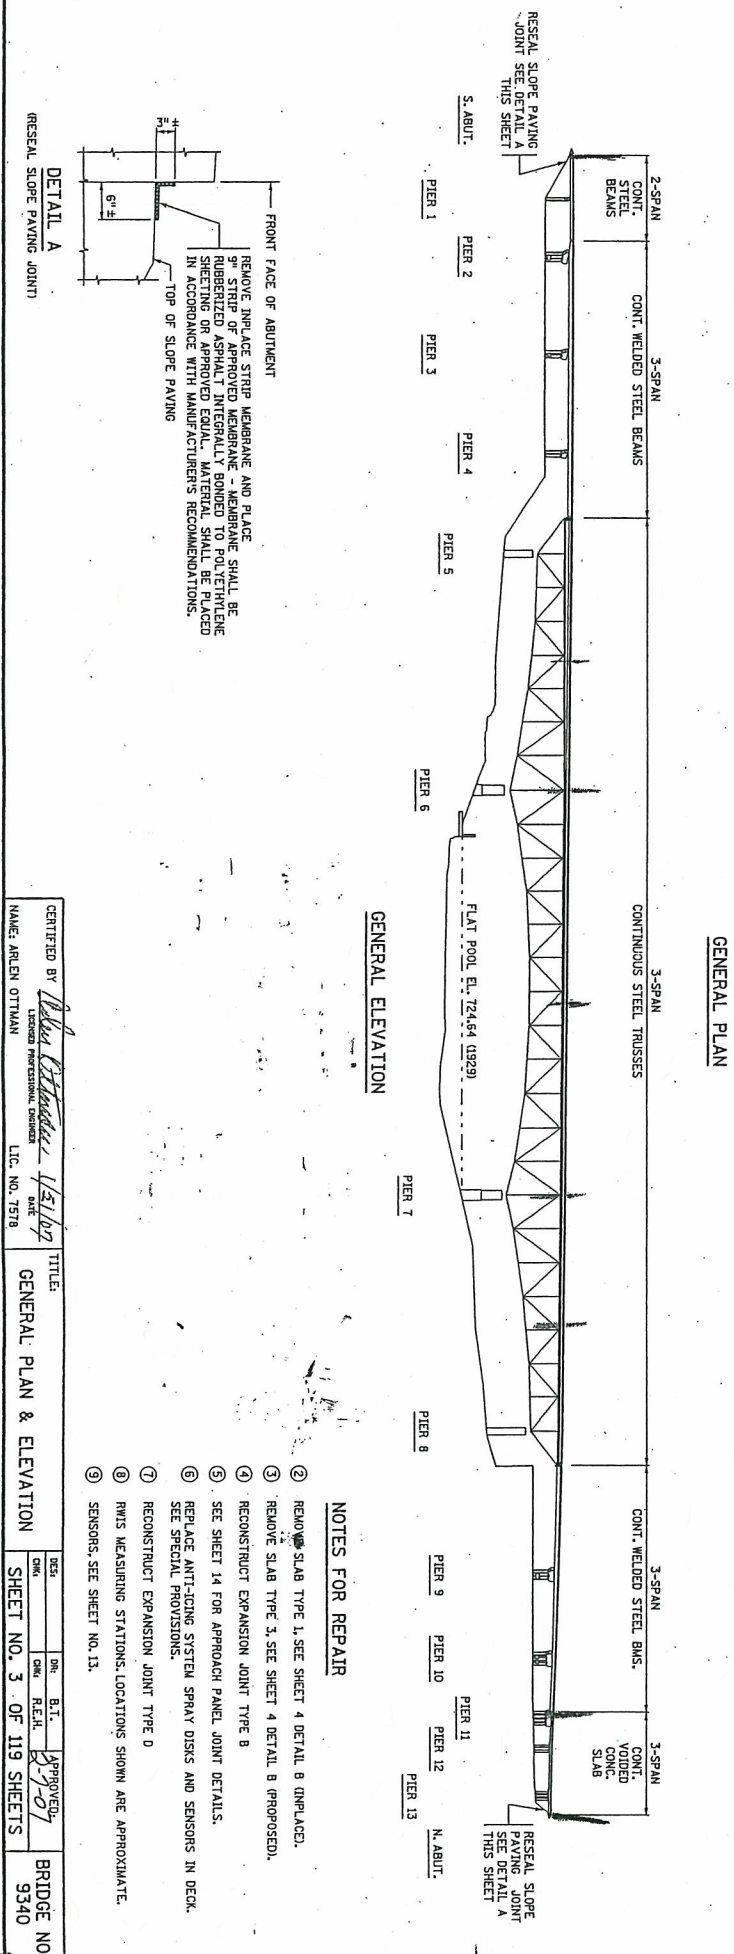 GENERAL PLAN
2-SPAN
CONT.
STEEL
BEAMS
3-SPAN
CONT. WELDED STEEL BEAMS
3-SPAN
CONTINUOUS STEEL TRUSSES
3-SPAN
CONT. WELDED STEEL BMS.
3-SPAN
CONT.
VOIDED
CONC.
SLAB
RESEAL SLOPE PAVING
JOINT SEE DETAIL A
THIS SHEET
RESEAL SLOPE
PAVING JOINT
SEE DETAIL A
THIS SHEET
S. ABUT.
PIER 1
PIER 2
PIER 3
PIER 4
PIER 5
PIER 6
FLAT POOL EL. 724.64 (1929)
PIER 7
PIER 8
PIER 9
PIER 10
PIER 11
PIER 12
PIER 13
N. ABUT.
GENERAL ELEVATION
FRONT FACE OF ABUTMENT
REMOVE INPLACE STRIP MEMBRANE AND PLACE
9" STRIP OF APPROVED MEMBRANE - MEMBRANE SHALL BE
RUBBERIZED ASPHALT INTEGRALLY BONDED TO POLYETHYLENE
SHEETING OR APPROVED EQUAL. MATERIAL SHALL BE PLACED
IN ACCORDANCE WITH MANUFACTURER'S RECOMMENDATIONS.
TOP OF SLOPE PAVING
3" ±
6" ±
DETAIL A
(RESEAL SLOPE PAVING JOINT)
NOTES FOR REPAIR
② REMOVE SLAB TYPE 1, SEE SHEET 4 DETAIL B (INPLACE).
③ REMOVE SLAB TYPE 3, SEE SHEET 4 DETAIL B (PROPOSED).
④ RECONSTRUCT EXPANSION JOINT TYPE B
⑤ SEE SHEET 14 FOR APPROACH PANEL JOINT DETAILS.
⑥ REPLACE ANTI-ICING SYSTEM SPRAY DISKS AND SENSORS IN DECK.
SEE SPECIAL PROVISIONS.
⑦ RECONSTRUCT EXPANSION JOINT TYPE D
⑧ RWIS MEASURING STATIONS. LOCATIONS SHOWN ARE APPROXIMATE.
⑨ SENSORS, SEE SHEET NO. 13.
CERTIFIED BY Arlen Ottman 1/31/07
LICENSED PROFESSIONAL ENGINEER DATE
NAME: ARLEN OTTMAN LIC. NO. 7578
TITLE:
GENERAL PLAN & ELEVATION
DES: DR: B.T. APPROVED:
CHK: CHK: R.E.H. 2-7-07
SHEET NO. 3 OF 119 SHEETS
BRIDGE NO
9340